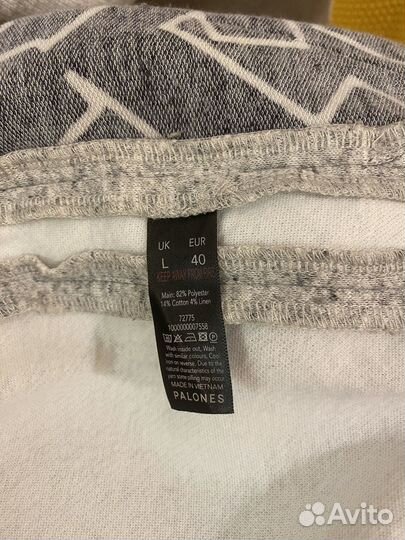 UK EUR
L 40
KEEP AWAY FROM FIRE
Main: 82% Polyester
14% Cotton 4% Linen
72775
1000000007558
Wash inside out, Wash
with similar colours, Cool
iron on reverse. Due to the
natural characteristics of the
yarn some pilling may occur
MADE IN VIETNAM
PALONES
Avito